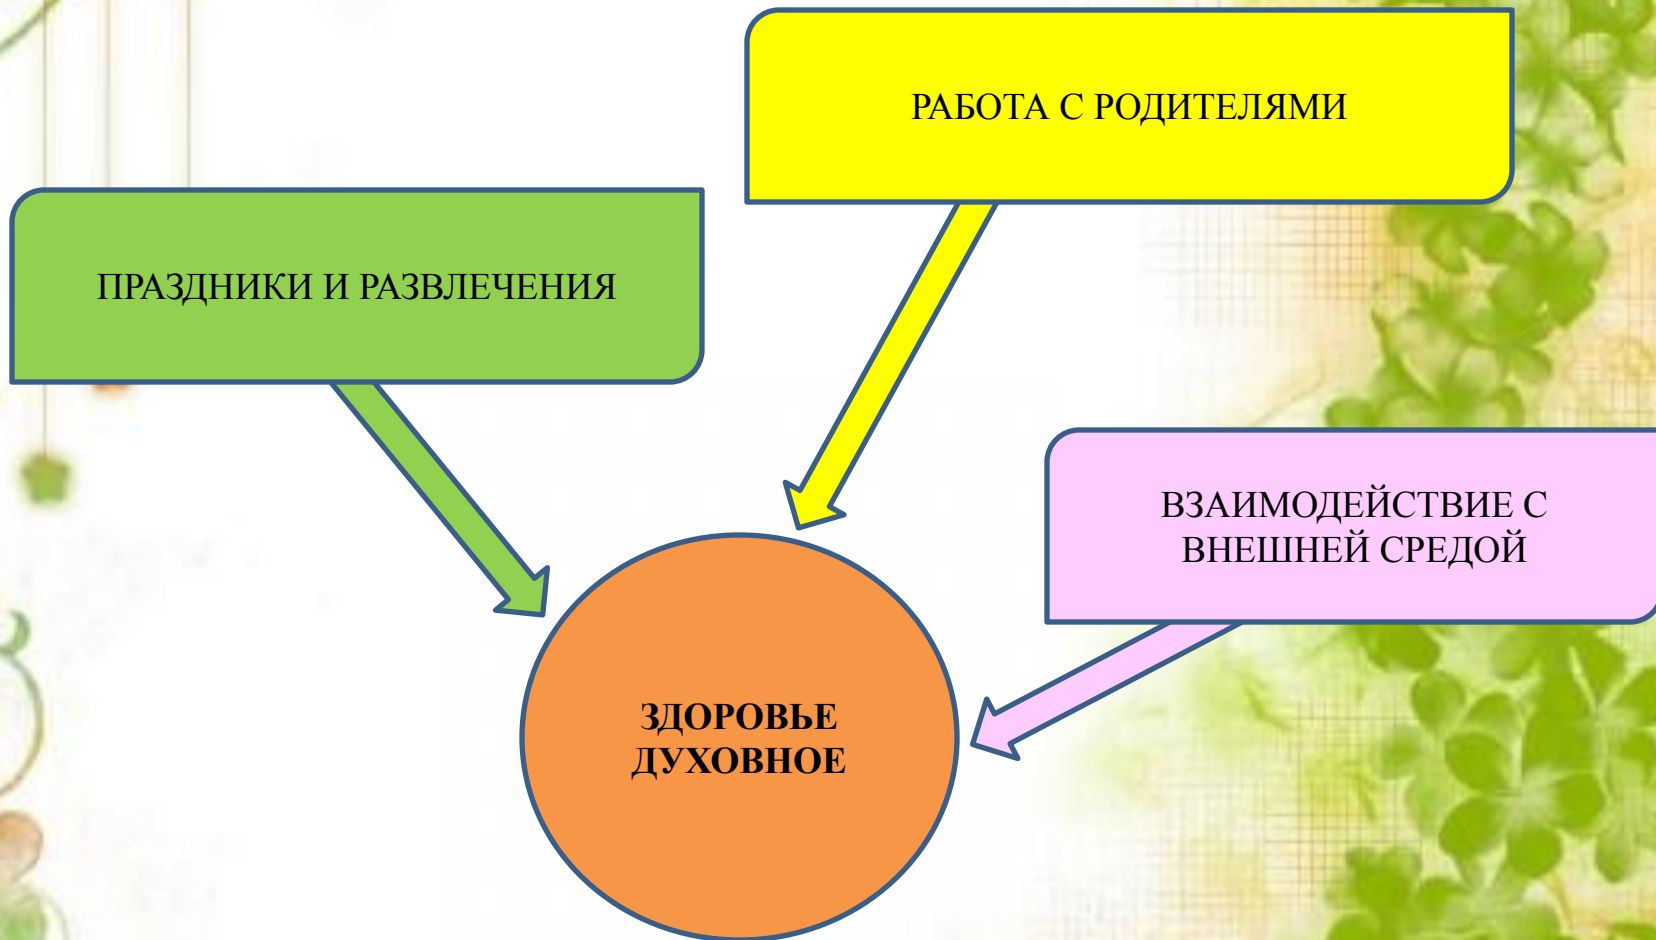 РАБОТА С РОДИТЕЛЯМИ
ПРАЗДНИКИ И РАЗВЛЕЧЕНИЯ
ВЗАИМОДЕЙСТВИЕ С
ВНЕШНЕЙ СРЕДОЙ
ЗДОРОВЬЕ
ДУХОВНОЕ